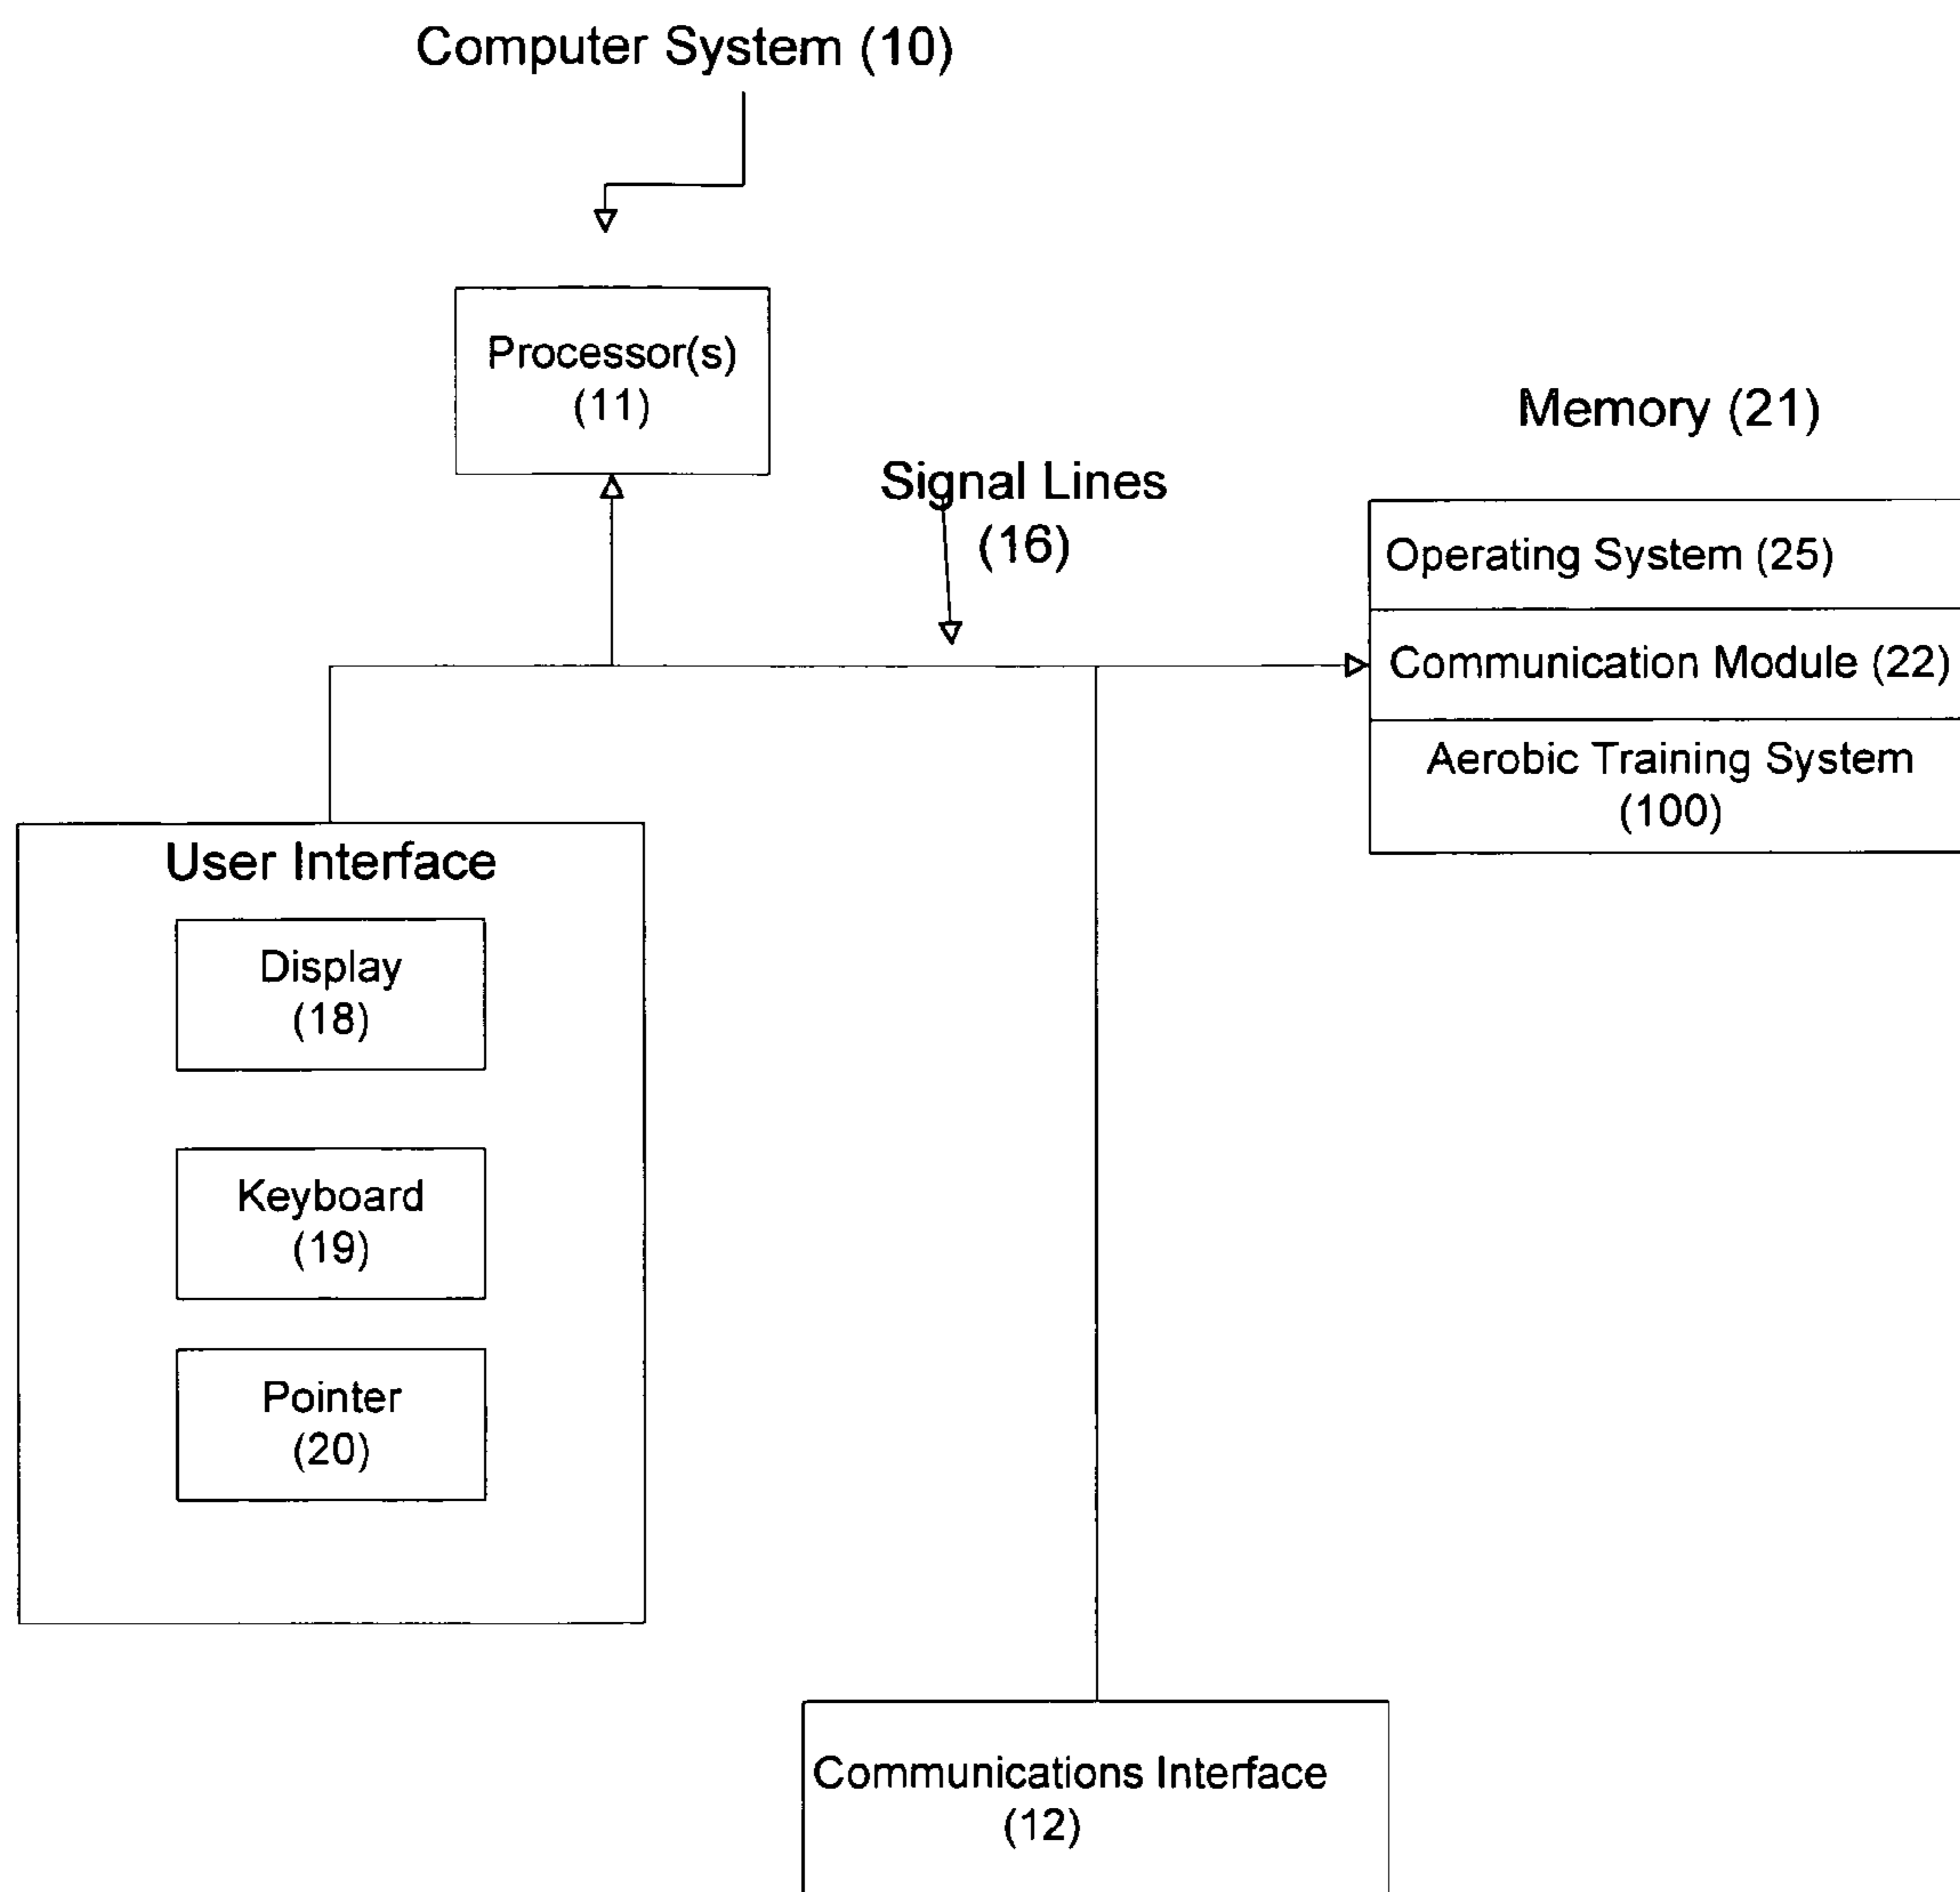 Computer System (10)
Processor(s)
(11)
Signal Lines
(16)
Memory (21)
Operating System (25)
Communication Module (22)
Aerobic Training System
(100)
User Interface
Display
(18)
Keyboard
(19)
Pointer
(20)
Communications Interface
(12)